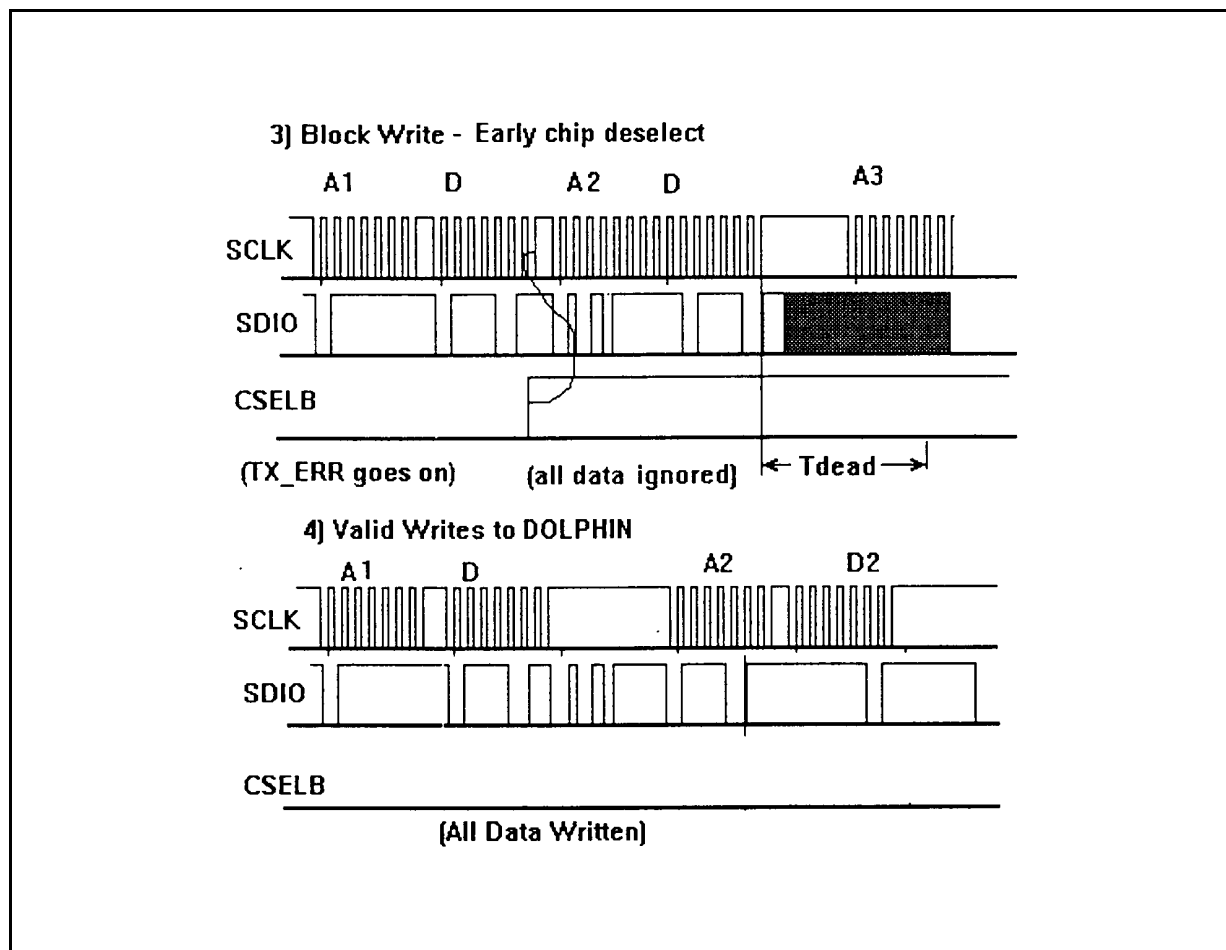 3) Block Write - Early chip deselect
A1 D A2 D A3
SCLK
SDIO
CSELB
(TX_ERR goes on) (all data ignored) Tdead
4) Valid Writes to DOLPHIN
A1 D A2 D2
SCLK
SDIO
CSELB
(All Data Written)